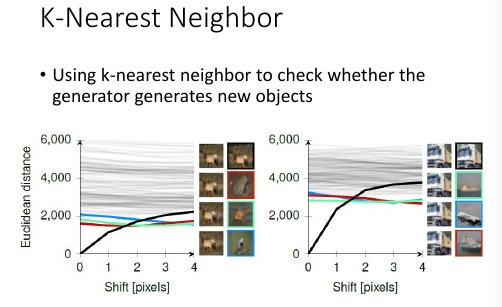 K-Nearest Neighbor
• Using k-nearest neighbor to check whether the
generator generates new objects
Euclidean distance
6,000
4,000
2,000
0
0 1 2 3 4
Shift [pixels]
6,000
4,000
2,000
0
0 1 2 3 4
Shift [pixels]